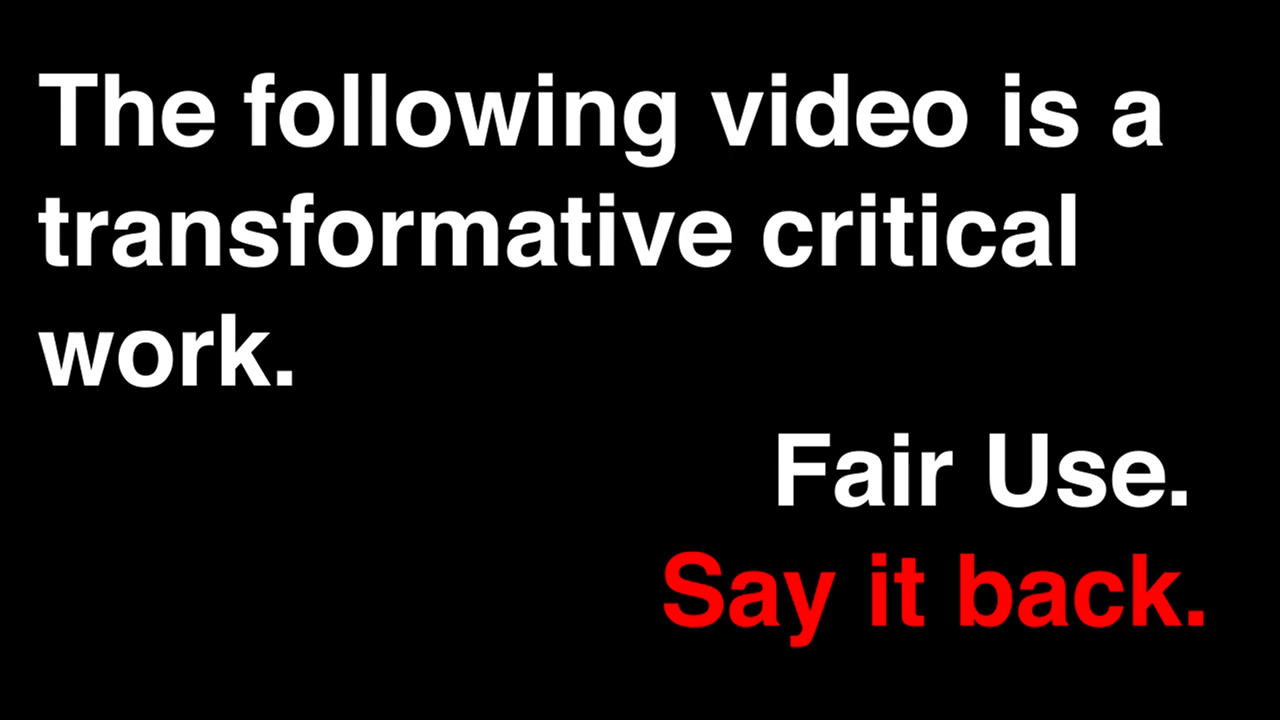 The following video is a
transformative critical
work.
Fair Use.
Say it back.